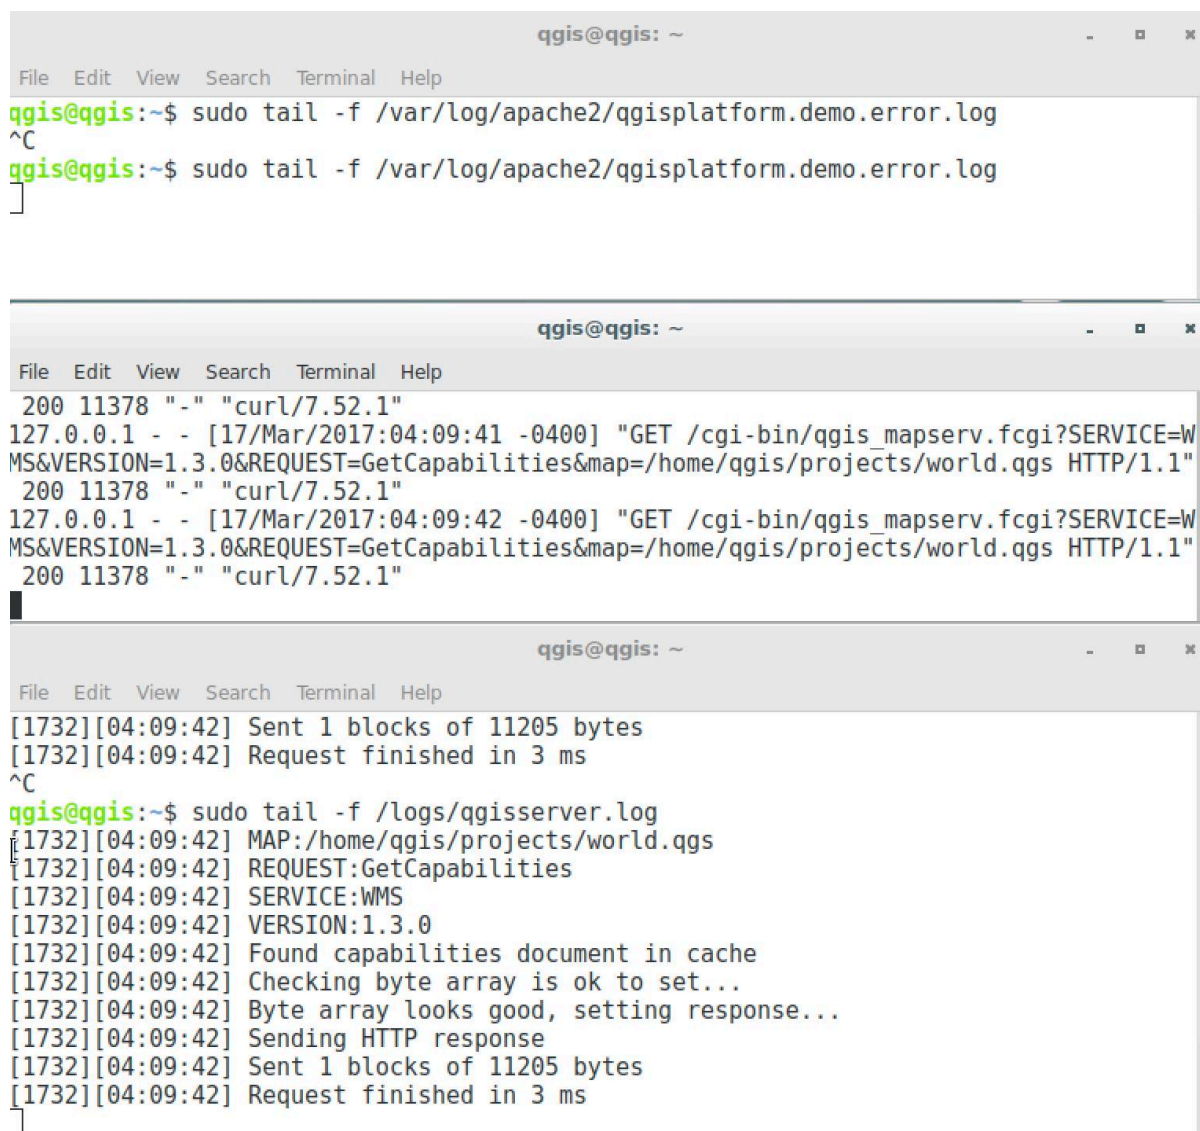 qgis@qgis: ~
File Edit View Search Terminal Help
qgis@qgis:~$ sudo tail -f /var/log/apache2/qgisplatform.demo.error.log
^C
qgis@qgis:~$ sudo tail -f /var/log/apache2/qgisplatform.demo.error.log
qgis@qgis: ~
File Edit View Search Terminal Help
200 11378 "-" "curl/7.52.1"
127.0.0.1 - - [17/Mar/2017:04:09:41 -0400] "GET /cgi-bin/qgis_mapserv.fcgi?SERVICE=W
MS&VERSION=1.3.0&REQUEST=GetCapabilities&map=/home/qgis/projects/world.qgs HTTP/1.1"
200 11378 "-" "curl/7.52.1"
127.0.0.1 - - [17/Mar/2017:04:09:42 -0400] "GET /cgi-bin/qgis_mapserv.fcgi?SERVICE=W
MS&VERSION=1.3.0&REQUEST=GetCapabilities&map=/home/qgis/projects/world.qgs HTTP/1.1"
200 11378 "-" "curl/7.52.1"
qgis@qgis: ~
File Edit View Search Terminal Help
[1732][04:09:42] Sent 1 blocks of 11205 bytes
[1732][04:09:42] Request finished in 3 ms
^C
qgis@qgis:~$ sudo tail -f /logs/qgisserver.log
[1732][04:09:42] MAP:/home/qgis/projects/world.qgs
[1732][04:09:42] REQUEST:GetCapabilities
[1732][04:09:42] SERVICE:WMS
[1732][04:09:42] VERSION:1.3.0
[1732][04:09:42] Found capabilities document in cache
[1732][04:09:42] Checking byte array is ok to set...
[1732][04:09:42] Byte array looks good, setting response...
[1732][04:09:42] Sending HTTP response
[1732][04:09:42] Sent 1 blocks of 11205 bytes
[1732][04:09:42] Request finished in 3 ms